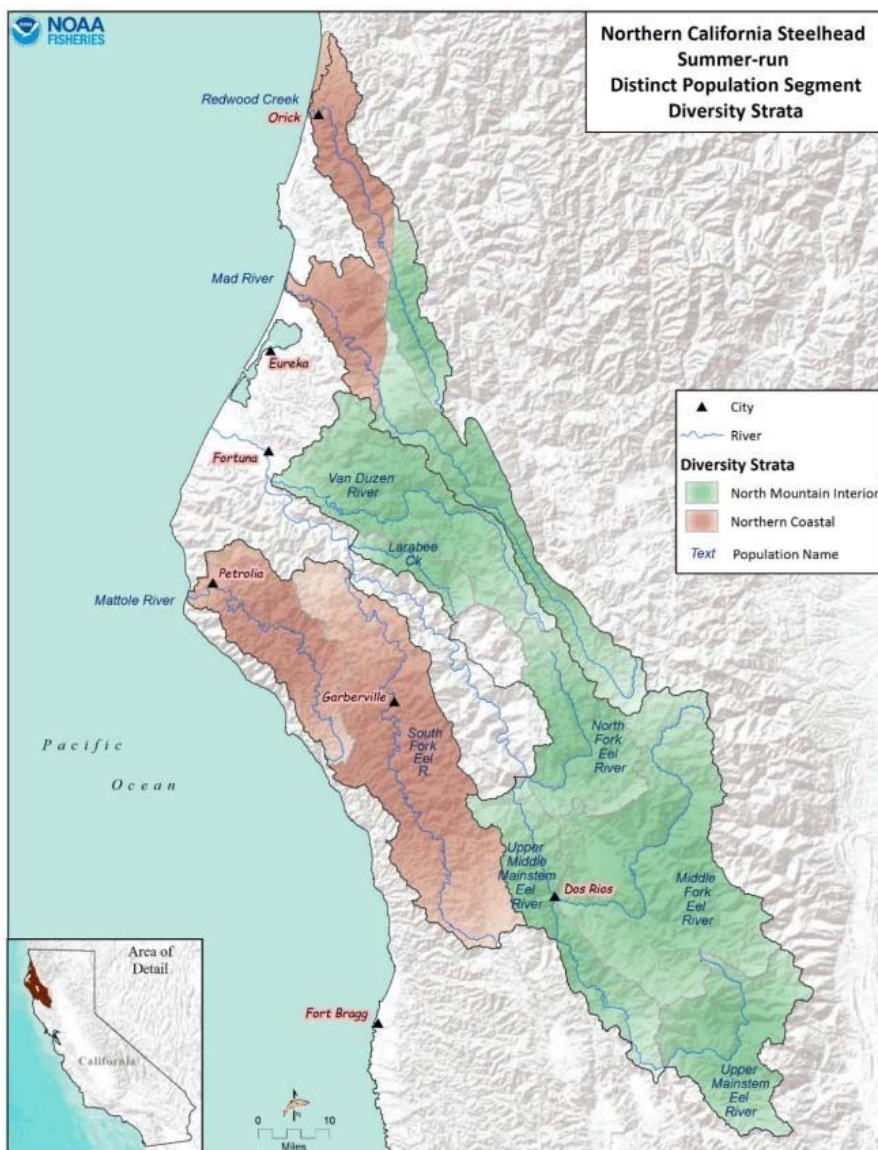 NOAA
FISHERIES
Northern California Steelhead
Summer-run
Distinct Population Segment
Diversity Strata
Redwood Creek
Orick
Mad River
Eureka
Fortuna
Van Duzen
River
Larabee
Ck
Petrolia
Mattole River
Garberville
South
Fork
Eel
R.
North
Fork
Eel
River
Upper
Middle
Mainstem
Eel
River
Dos Rios
Middle
Fork
Eel
River
Upper
Mainstem
Eel
River
Fort Bragg
Pacific
Ocean
City
River
Diversity Strata
North Mountain Interior
Northern Coastal
Text Population Name
Area of
Detail
California
0 10
Miles